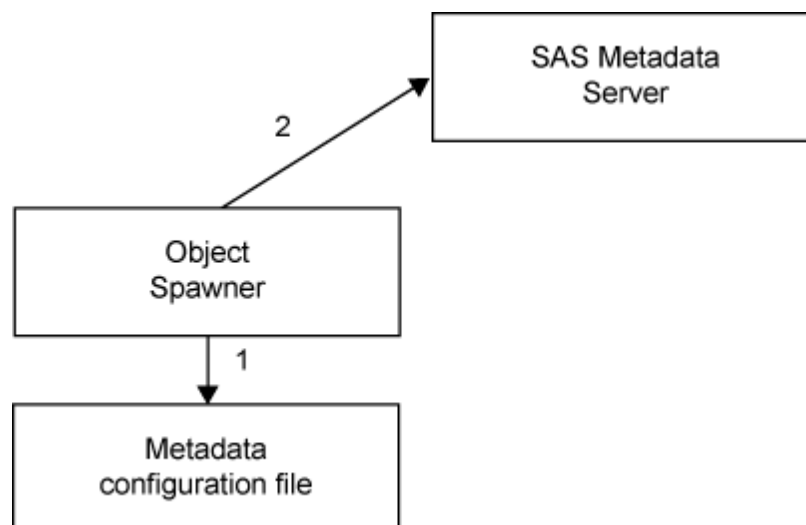 SAS Metadata
Server
2
Object
Spawner
1
Metadata
configuration file